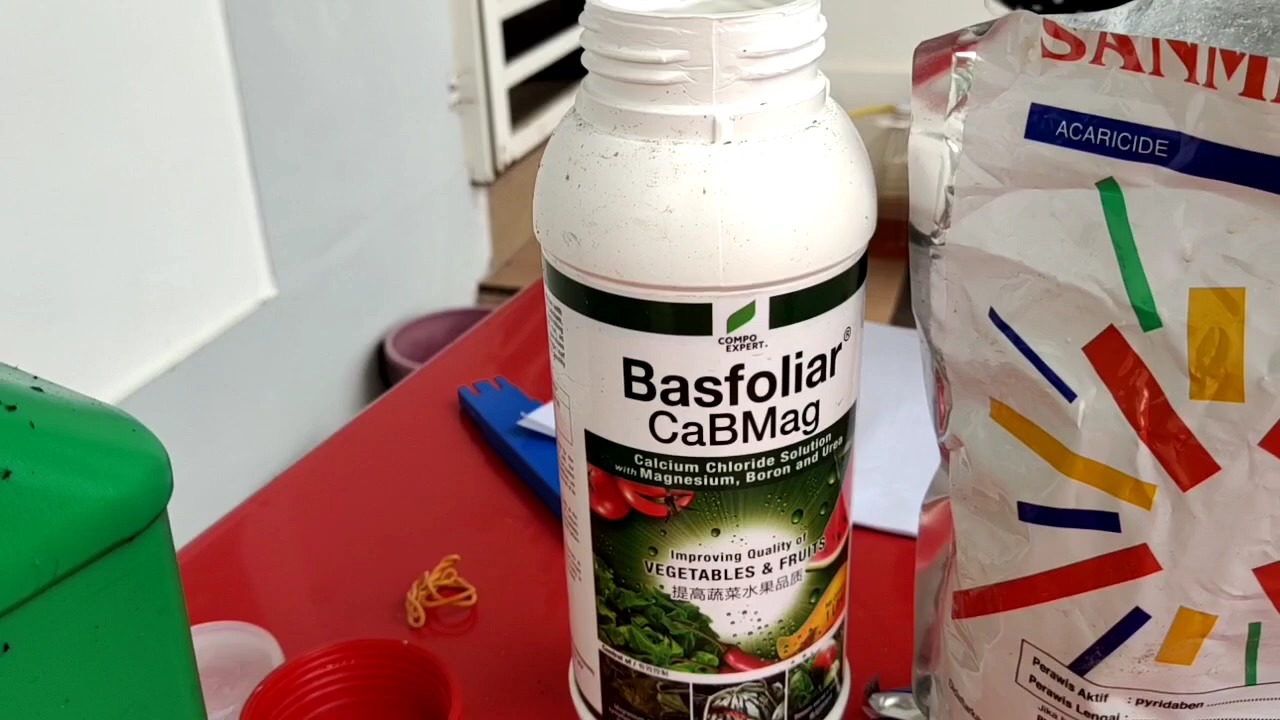 COMPO
EXPERT
Basfoliar®
CaBMag
Calcium Chloride Solution
with Magnesium, Boron and Urea
Improving Quality of
VEGETABLES & FRUITS
提高蔬菜水果品质
ACARICIDE
Perawis Aktif : pyridaben
Perawis Lengai :